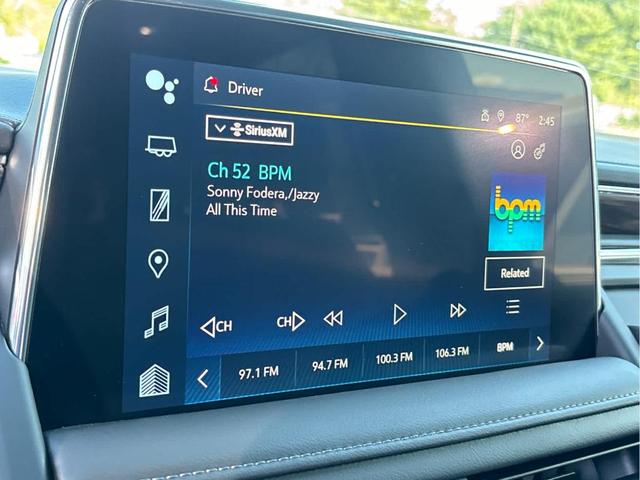 Driver
87° 2:45
SiriusXM
Ch 52 BPM
Sonny Fodera,/Jazzy
All This Time
bpm
Related
CH
CH
97.1 FM 94.7 FM 100.3 FM 106.3 FM BPM